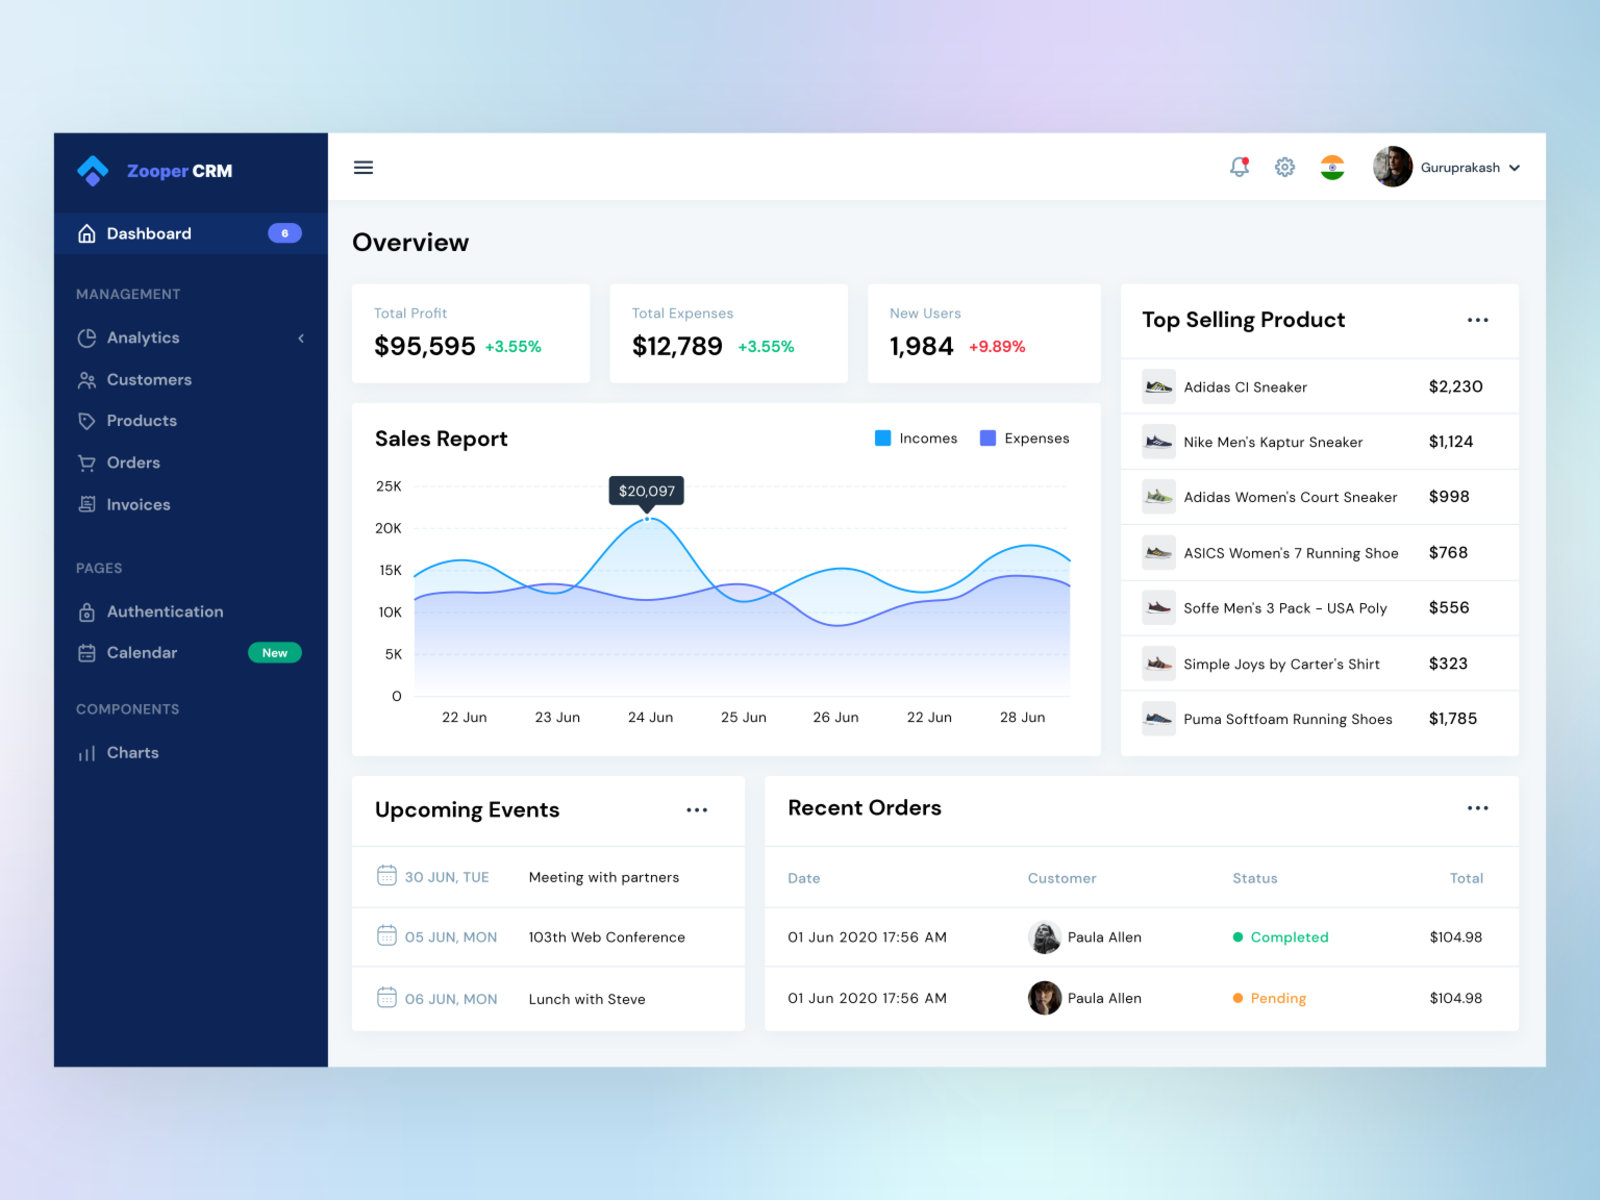 Zooper CRM
Dashboard 6
MANAGEMENT
Analytics
Customers
Products
Orders
Invoices
PAGES
Authentication
Calendar New
COMPONENTS
Charts
Guruprakash
Overview
Total Profit
$95,595 +3.55%
Total Expenses
$12,789 +3.55%
New Users
1,984 +9.89%
Sales Report
Incomes Expenses
$20,097
25K
20K
15K
10K
5K
0
22 Jun 23 Jun 24 Jun 25 Jun 26 Jun 22 Jun 28 Jun
Top Selling Product
Adidas CI Sneaker $2,230
Nike Men's Kaptur Sneaker $1,124
Adidas Women's Court Sneaker $998
ASICS Women's 7 Running Shoe $768
Soffe Men's 3 Pack - USA Poly $556
Simple Joys by Carter's Shirt $323
Puma Softfoam Running Shoes $1,785
Upcoming Events
30 JUN, TUE Meeting with partners
05 JUN, MON 103th Web Conference
06 JUN, MON Lunch with Steve
Recent Orders
Date Customer Status Total
01 Jun 2020 17:56 AM Paula Allen Completed $104.98
01 Jun 2020 17:56 AM Paula Allen Pending $104.98